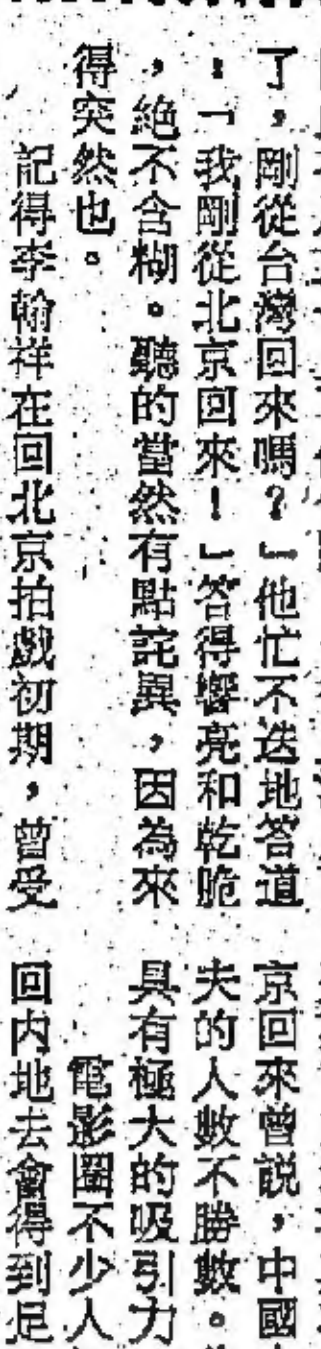 了，剛從台灣回來嗎？」他忙不迭地答道
：「我剛從北京回來！」答得響亮和乾脆
，絕不含糊。聽的當然有點詫異，因為來
得突然也。
記得李翰祥在回北京拍戲初期，曾受
京回來曾說，中國
夫的人數不勝數。
具有極大的吸引力
電影圈不少人
回內地去會得到足